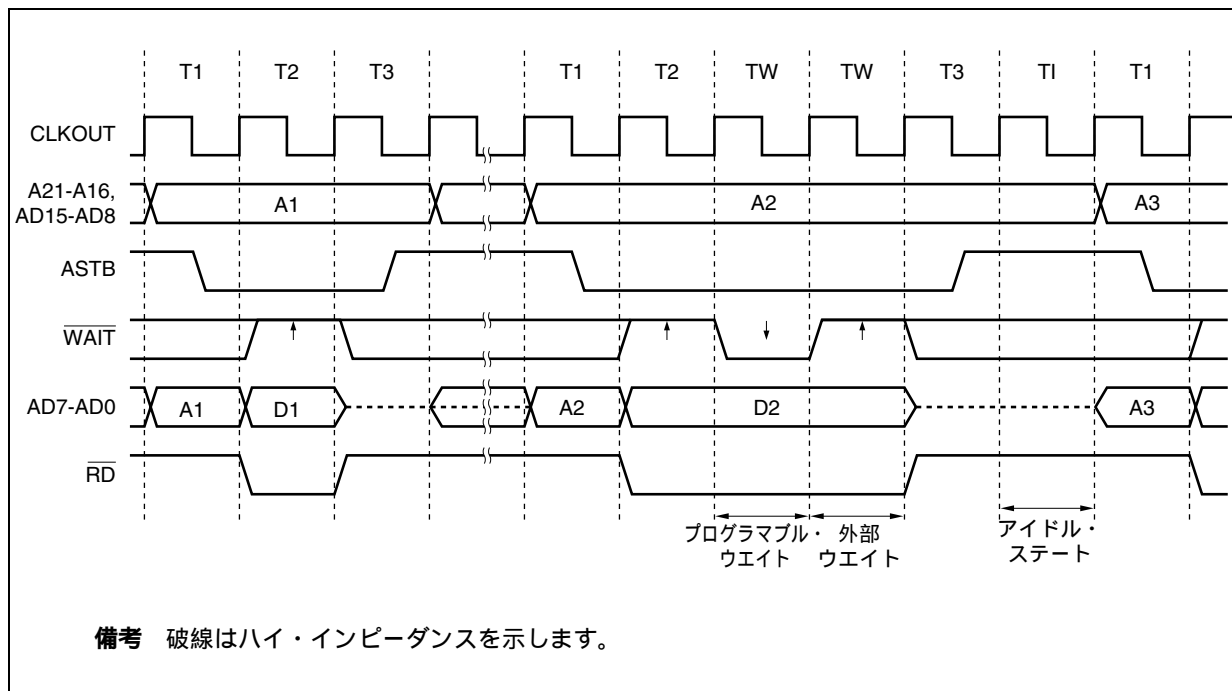 T1 T2 T3 T1 T2 TW TW T3 TI T1
CLKOUT
A21-A16,
AD15-AD8
A1 A2 A3
ASTB
WAIT
AD7-AD0
A1 D1 A2 D2 A3
RD
プログラマブル・ウエイト
外部ウエイト
アイドル・ステート
備考 破線はハイ・インピーダンスを示します。